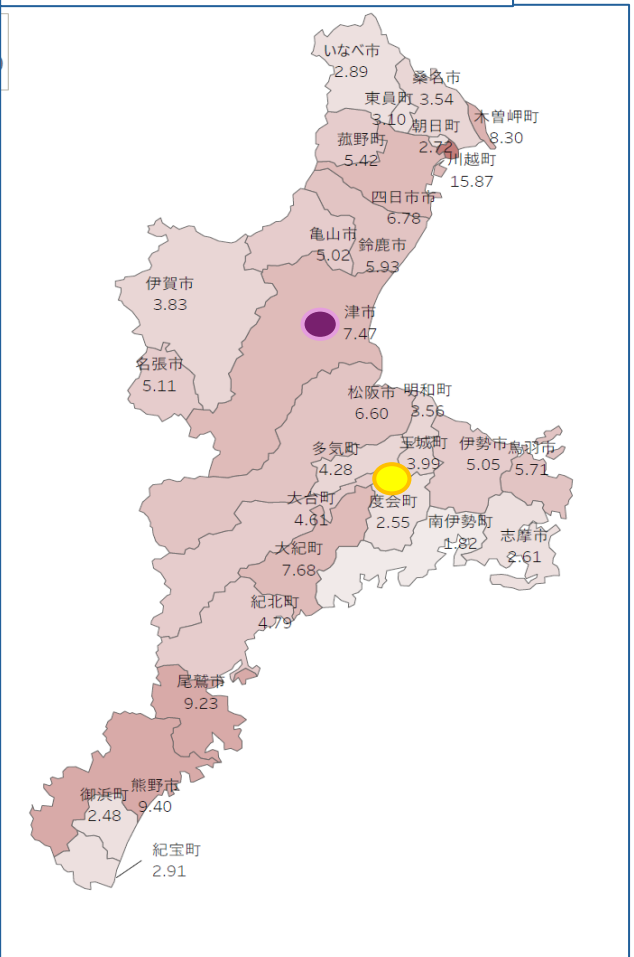 いなべ市
2.89
桑名市
3.54
東員町
3.10
朝日町
2.72
木曽岬町
8.30
菰野町
5.42
川越町
15.87
四日市市
6.78
亀山市
5.02
鈴鹿市
5.93
伊賀市
3.83
津市
7.47
名張市
5.11
松阪市
6.60
明和町
3.56
多気町
4.28
玉城町
3.99
伊勢市
5.05
鳥羽市
5.71
大台町
4.61
度会町
2.55
南伊勢町
1.82
志摩市
2.61
大紀町
7.68
紀北町
4.79
尾鷲市
9.23
熊野市
9.40
御浜町
2.48
紀宝町
2.91